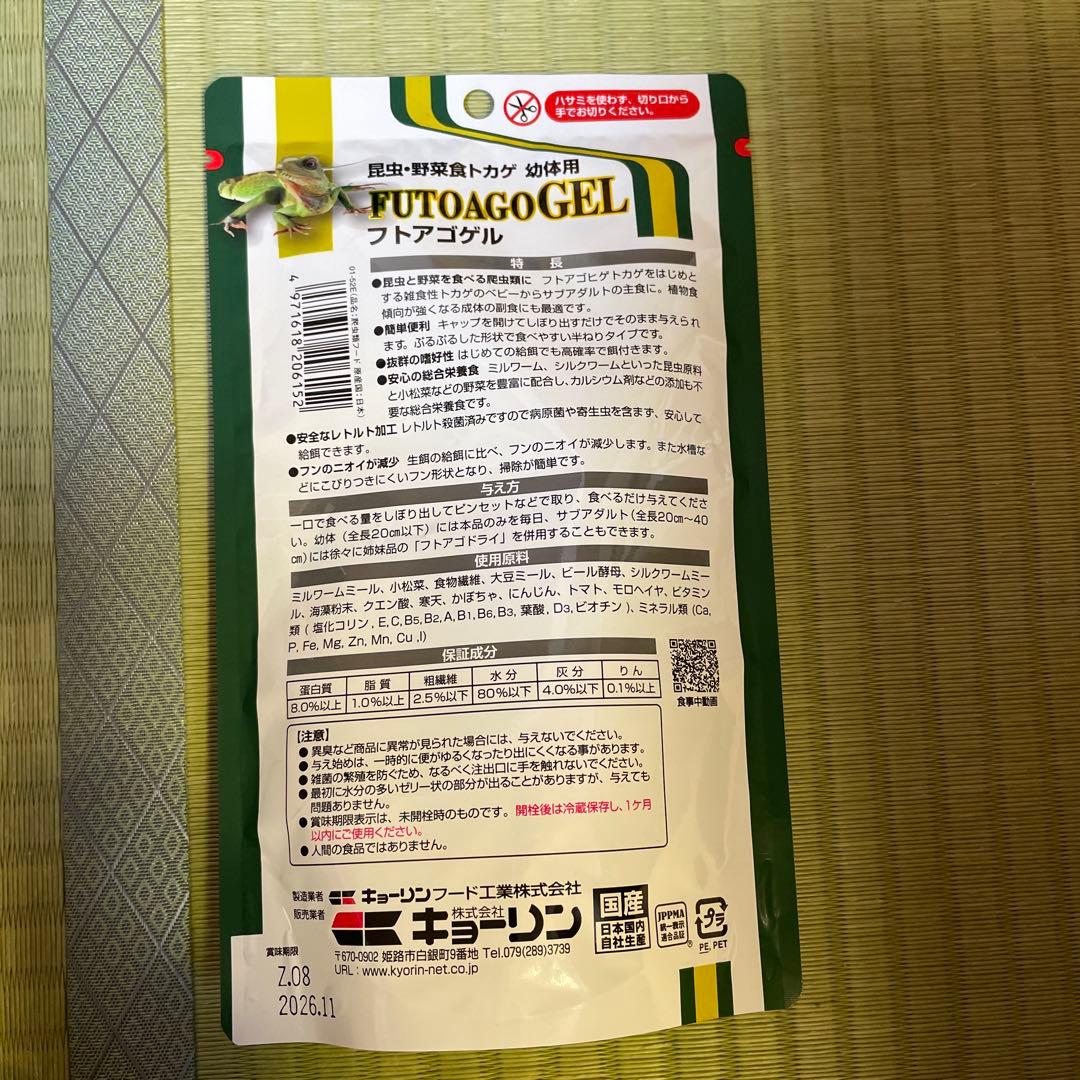 ハサミを使わず、切り口から
手でお切りください。
昆虫・野菜食トカゲ 幼体用
FUTOAGOGEL
フトアゴゲル
特長
●昆虫と野菜を食べる爬虫類に フトアゴヒゲトカゲをはじめと
する雑食性トカゲのベビーからサブアダルトの主食に。植物食
傾向が強くなる成体の副食にも最適です。
●簡単便利 キャップを開けてしぼり出すだけでそのまま与えられ
ます。ぷるぷるした形状で食べやすい半ねりタイプです。
●抜群の嗜好性 はじめての給餌でも高確率で餌付きます。
●安心の総合栄養食 ミルワーム、シルクワームといった昆虫原料
と小松菜などの野菜を豊富に配合し、カルシウム剤などの添加も不
要な総合栄養食です。
●安全なレトルト加工 レトルト殺菌済みですので病原菌や寄生虫を含まず、安心して
給餌できます。
●フンのニオイが減少 生餌の給餌に比べ、フンのニオイが減少します。また水槽な
どにこびりつきにくいフン形状となり、掃除が簡単です。
01-52E(品名:爬虫類フード 原産国:日本)
4 971618 206152
与え方
一口で食べる量をしぼり出してピンセットなどで取り、食べるだけ与えてくださ
い。幼体(全長20cm以下)には本品のみを毎日、サブアダルト(全長20cm〜40
cm)には徐々に姉妹品の「フトアゴドライ」を併用することもできます。
使用原料
ミルワームミール、小松菜、食物繊維、大豆ミール、ビール酵母、シルクワームミー
ル、海藻粉末、クエン酸、寒天、かぼちゃ、にんじん、トマト、モロヘイヤ、ビタミン
類(塩化コリン,E,C,B5,B2,A,B1,B6,B3,葉酸,D3,ビオチン)、ミネラル類(Ca,
P, Fe, Mg, Zn, Mn, Cu ,I)
保証成分
蛋白質 脂質 粗繊維 水分 灰分 りん
8.0%以上 1.0%以上 2.5%以下 80%以下 4.0%以下 0.1%以上
食事中動画
【注意】
●異臭など商品に異常が見られた場合には、与えないでください。
●与え始めは、一時的に便がゆるくなったり出にくくなる事があります。
●雑菌の繁殖を防ぐため、なるべく注出口に手を触れないでください。
●最初に水分の多いゼリー状の部分が出ることがありますが、与えても
問題ありません。
●賞味期限表示は、未開栓時のものです。開栓後は冷蔵保存し、1ヶ月
以内にご使用ください。
●人間の食品ではありません。
製造業者 キョーリンフード工業株式会社
販売業者 株式会社 キョーリン
〒670-0902 姫路市白銀町9番地 Tel.079(289)3739
URL:www.kyorin-net.co.jp
国産
日本国内
自社生産
JPPMA
統一表示
適合品証
®
プラ
PE, PET
賞味期限
Z.08
2026.11